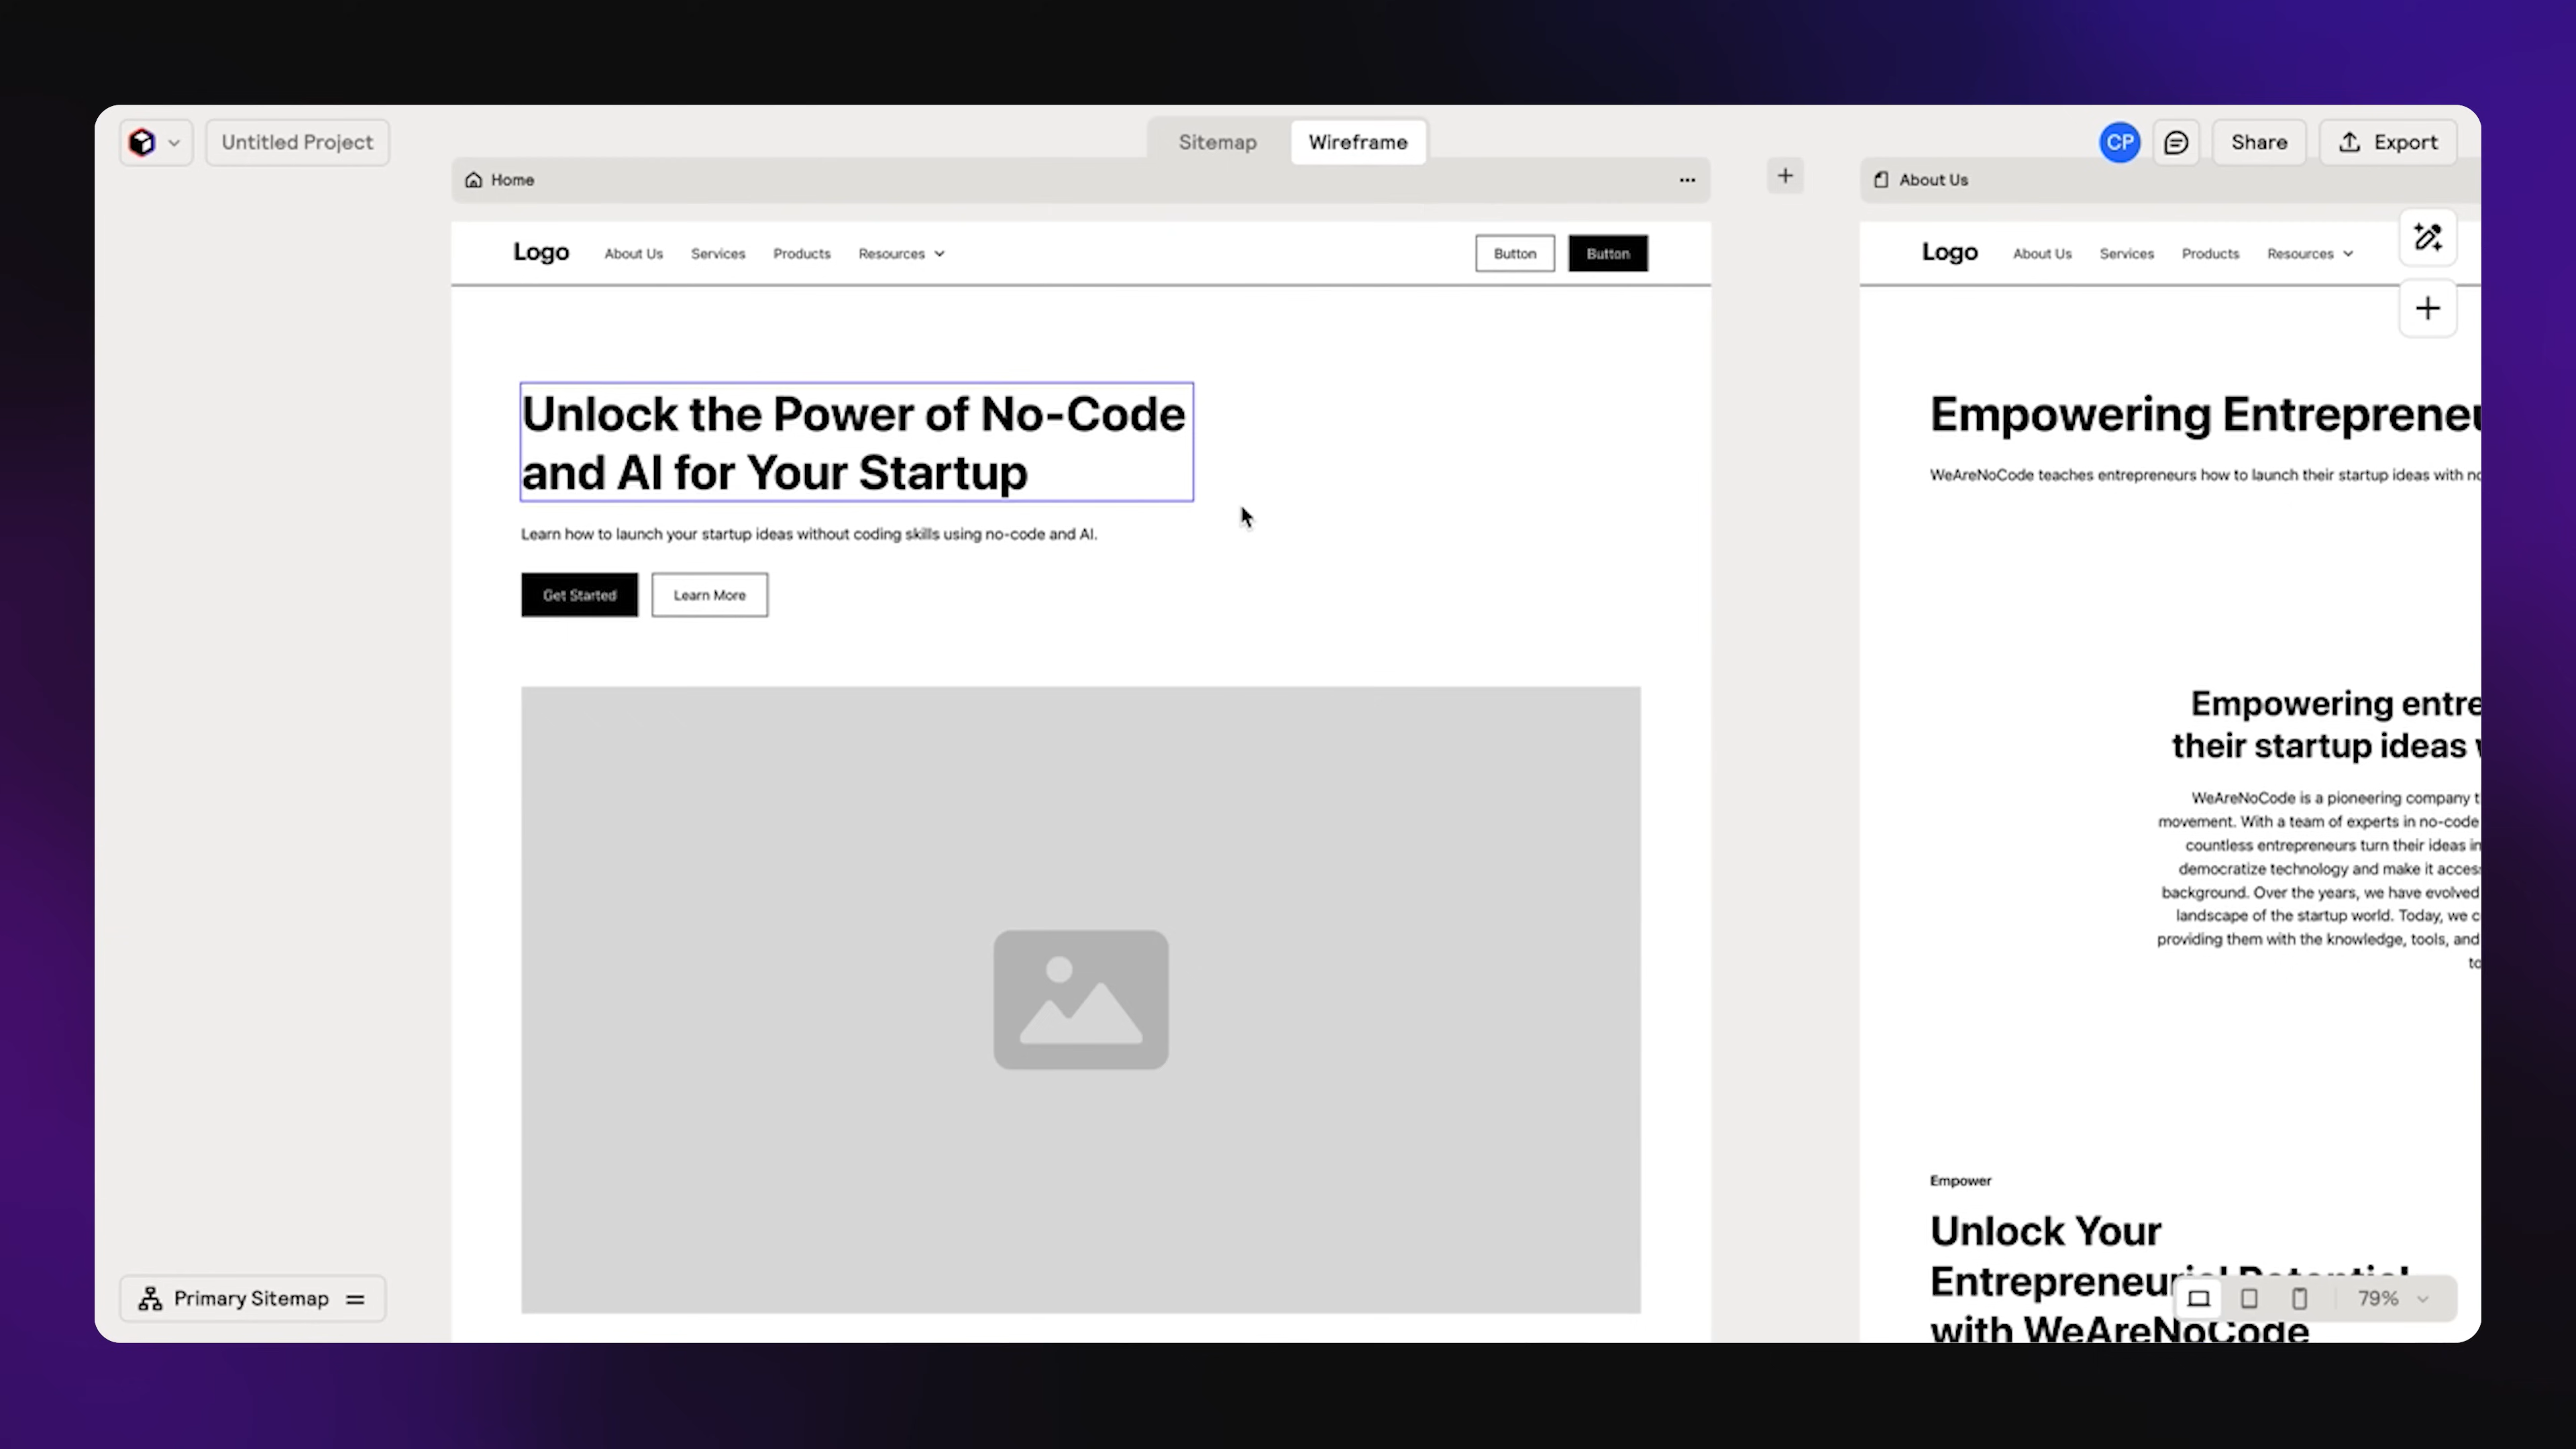 Untitled Project
Sitemap
Wireframe
CP
Share
Export
Home
About Us
Logo
About Us
Services
Products
Resources
Button
Button
Unlock the Power of No-Code
and AI for Your Startup
Learn how to launch your startup ideas without coding skills using no-code and AI.
Get Started
Learn More
Logo
About Us
Services
Products
Resources
Empowering Entrepreneu
WeAreNoCode teaches entrepreneurs how to launch their startup ideas with no
Empowering entre
their startup ideas
WeAreNoCode is a pioneering company t
movement. With a team of experts in no-code
countless entrepreneurs turn their ideas in
democratize technology and make it access
background. Over the years, we have evolved
landscape of the startup world. Today, we c
providing them with the knowledge, tools, and
to
Empower
Unlock Your
Entrepreneurial Potential
with WeAreNoCode
Primary Sitemap
79%